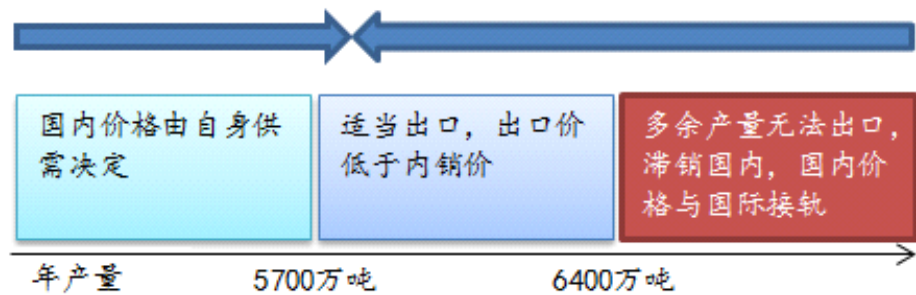 国内价格由自身供
需决定
适当出口，出口价
低于内销价
多余产量无法出口，
滞销国内，国内价
格与国际接轨
年产量
5700万吨
6400万吨